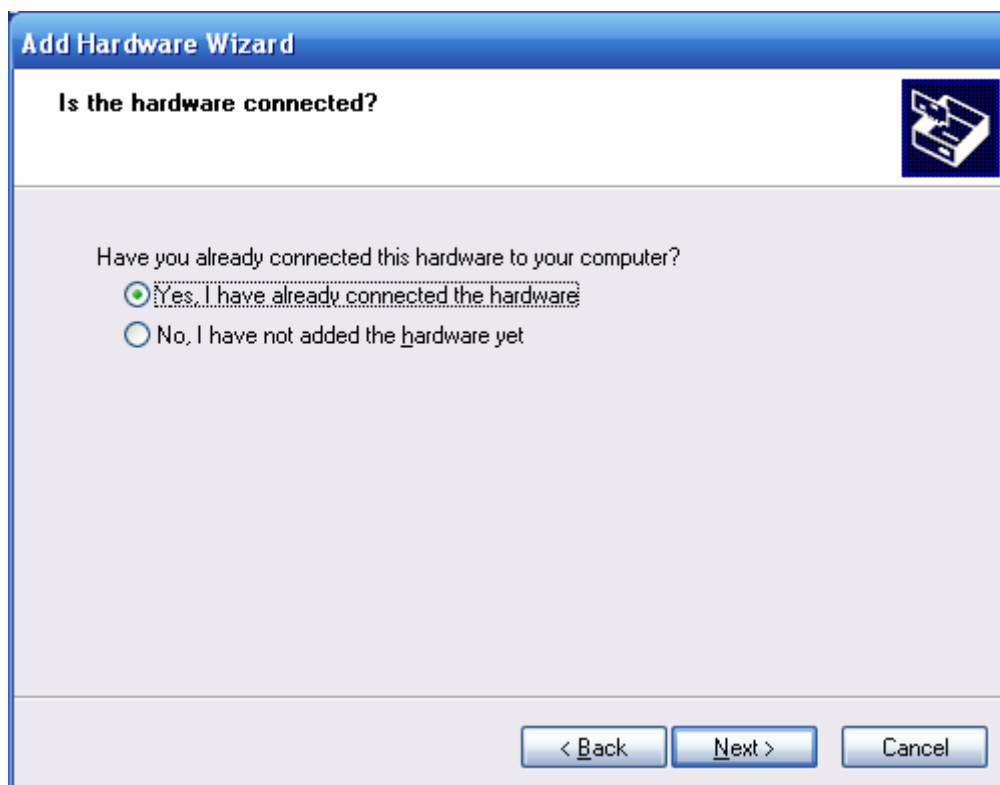 Add Hardware Wizard
Is the hardware connected?
Have you already connected this hardware to your computer?
Yes, I have already connected the hardware
No, I have not added the hardware yet
< Back Next > Cancel